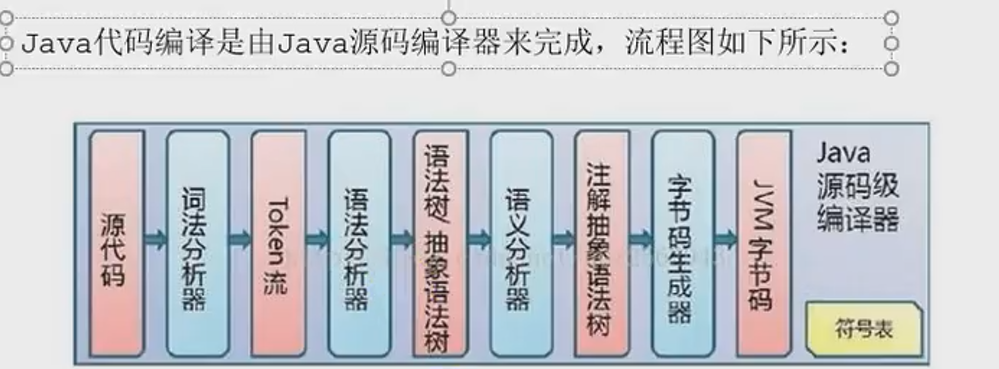 Java代码编译是由Java源码编译器来完成，流程图如下所示：
源代码
词法分析器
Token流
语法分析器
语法树/抽象语法树
语义分析器
注解抽象语法树
字节码生成器
JVM字节码
Java
源码级
编译器
符号表